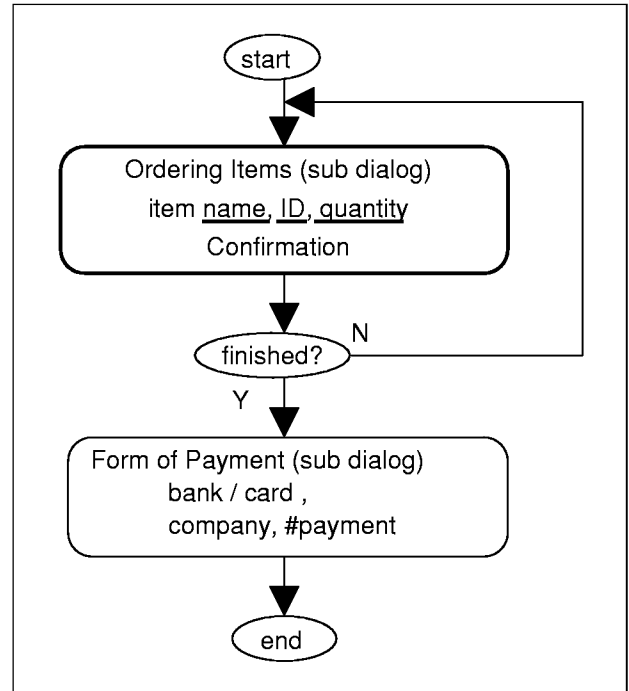 start
Ordering Items (sub dialog)
item name, ID, quantity
Confirmation
finished?
N
Y
Form of Payment (sub dialog)
bank / card ,
company, #payment
end